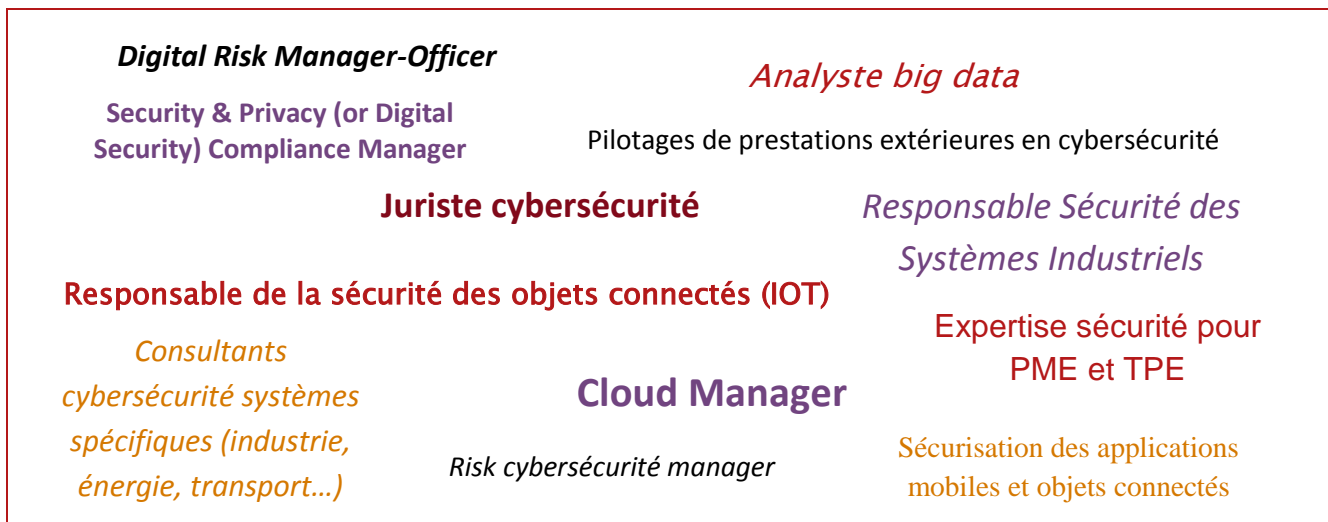 Digital Risk Manager-Officer
Analyste big data
Security & Privacy (or Digital
Security) Compliance Manager
Pilotages de prestations extérieures en cybersécurité
Juriste cybersécurité
Responsable Sécurité des
Systèmes Industriels
Responsable de la sécurité des objets connectés (IOT)
Expertise sécurité pour
PME et TPE
Consultants
cybersécurité systèmes
spécifiques (industrie,
énergie, transport…)
Cloud Manager
Risk cybersécurité manager
Sécurisation des applications
mobiles et objets connectés